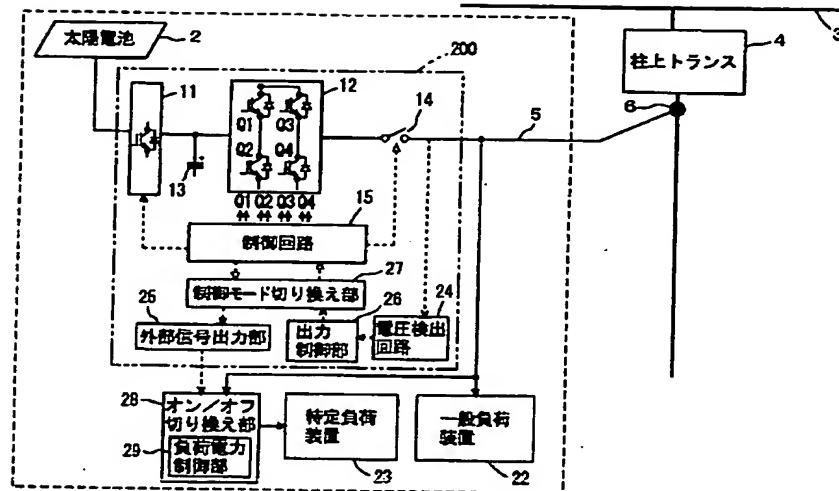 太陽電池
2
200
3
4
柱上トランス
6
11
12
14
5
Q1
Q3
Q2
Q4
13
Q1 Q2 Q3 Q4
15
制御回路
27
制御モード切り換え部
25
外部信号出力部
26
出力
制御部
24
電圧検出
回路
28
オン／オフ
切り換え部
29
負荷電力
制御部
特定負荷
装置
23
一般負荷
装置
22